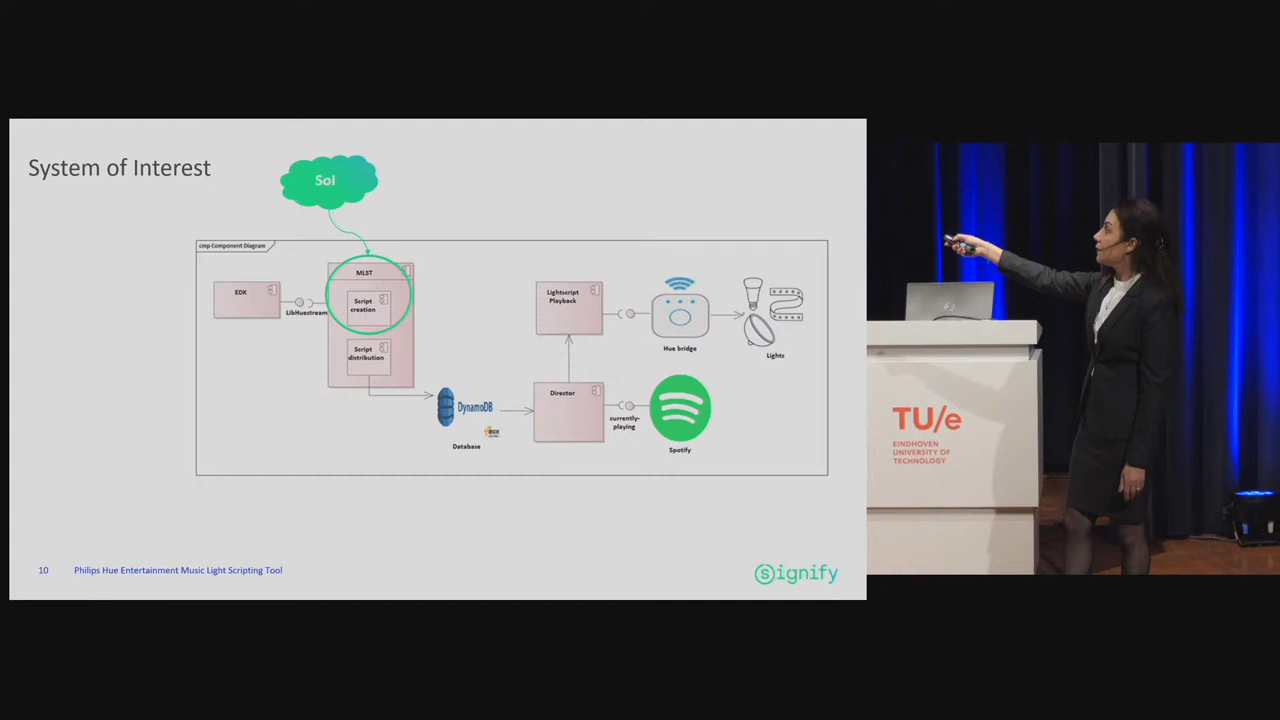 System of Interest
SoI
cmp Component Diagram
EDK
LibHuestream
MLST
Script
creation
Script
distribution
DynamoDB
Database
Lightscript
Playback
Director
currently-
playing
Hue bridge
Lights
Spotify
10
Philips Hue Entertainment Music Light Scripting Tool
signify
TU/e
EINDHOVEN
UNIVERSITY OF
TECHNOLOGY